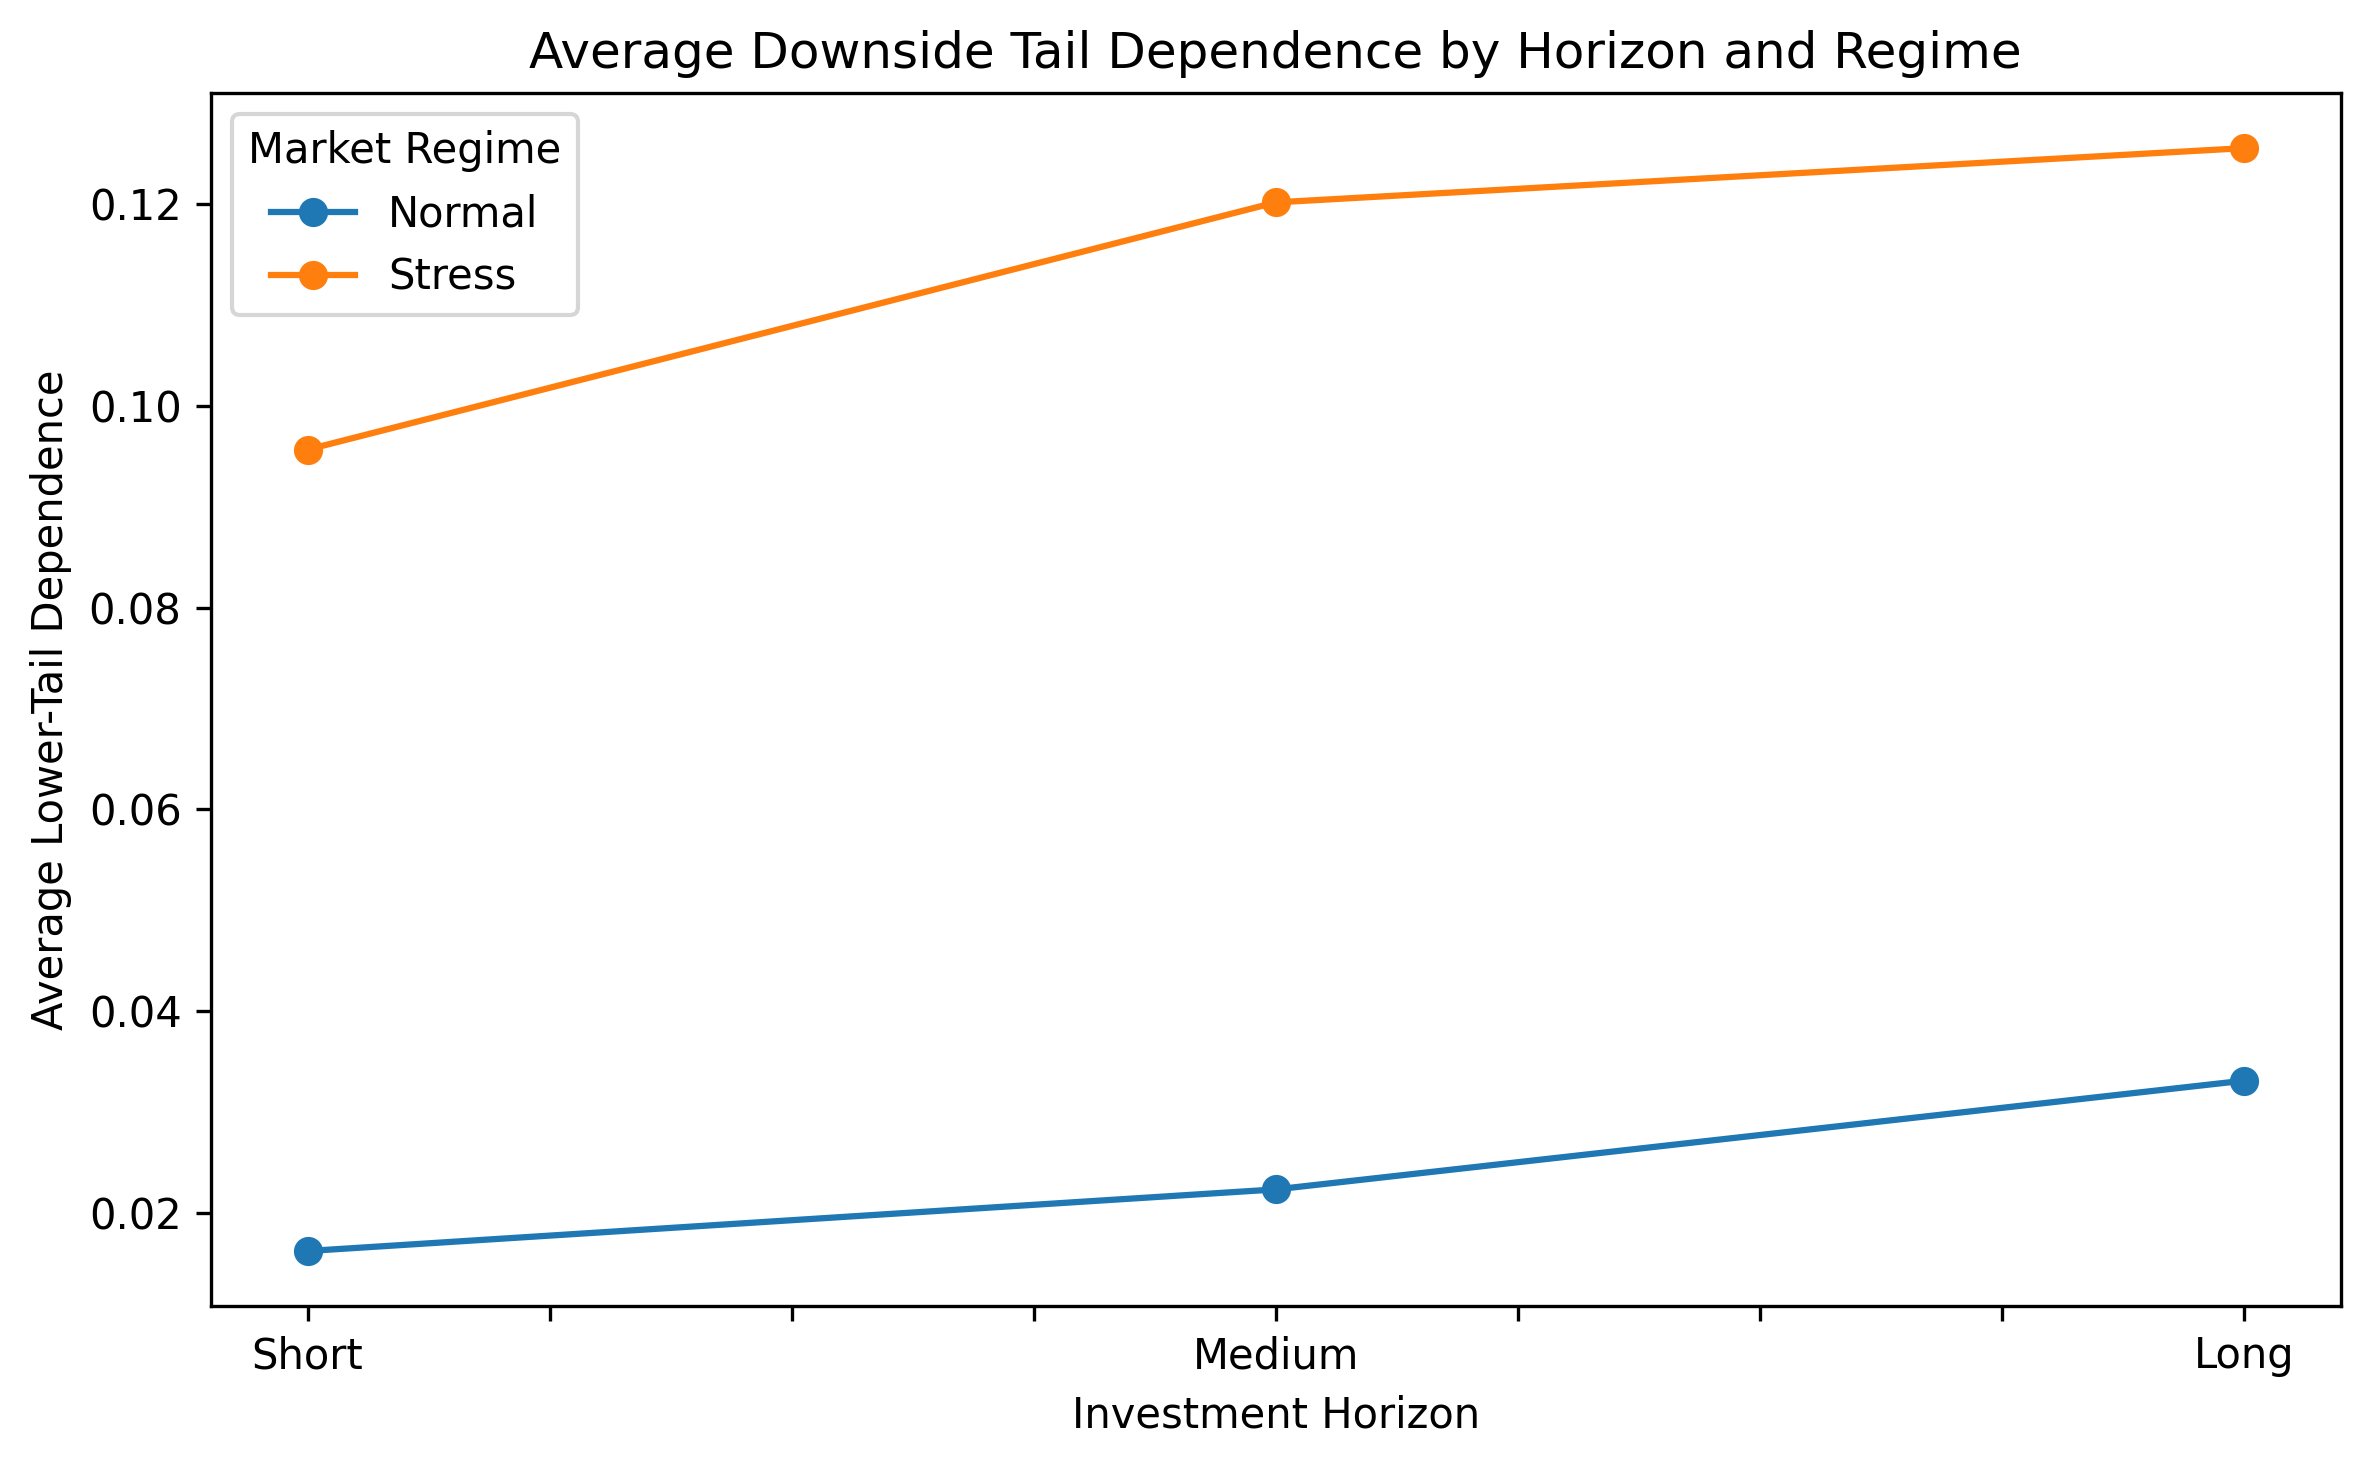 Average Downside Tail Dependence by Horizon and Regime
Market Regime
Normal
Stress
Average Lower-Tail Dependence
0.12
0.10
0.08
0.06
0.04
0.02
Short
Medium
Long
Investment Horizon